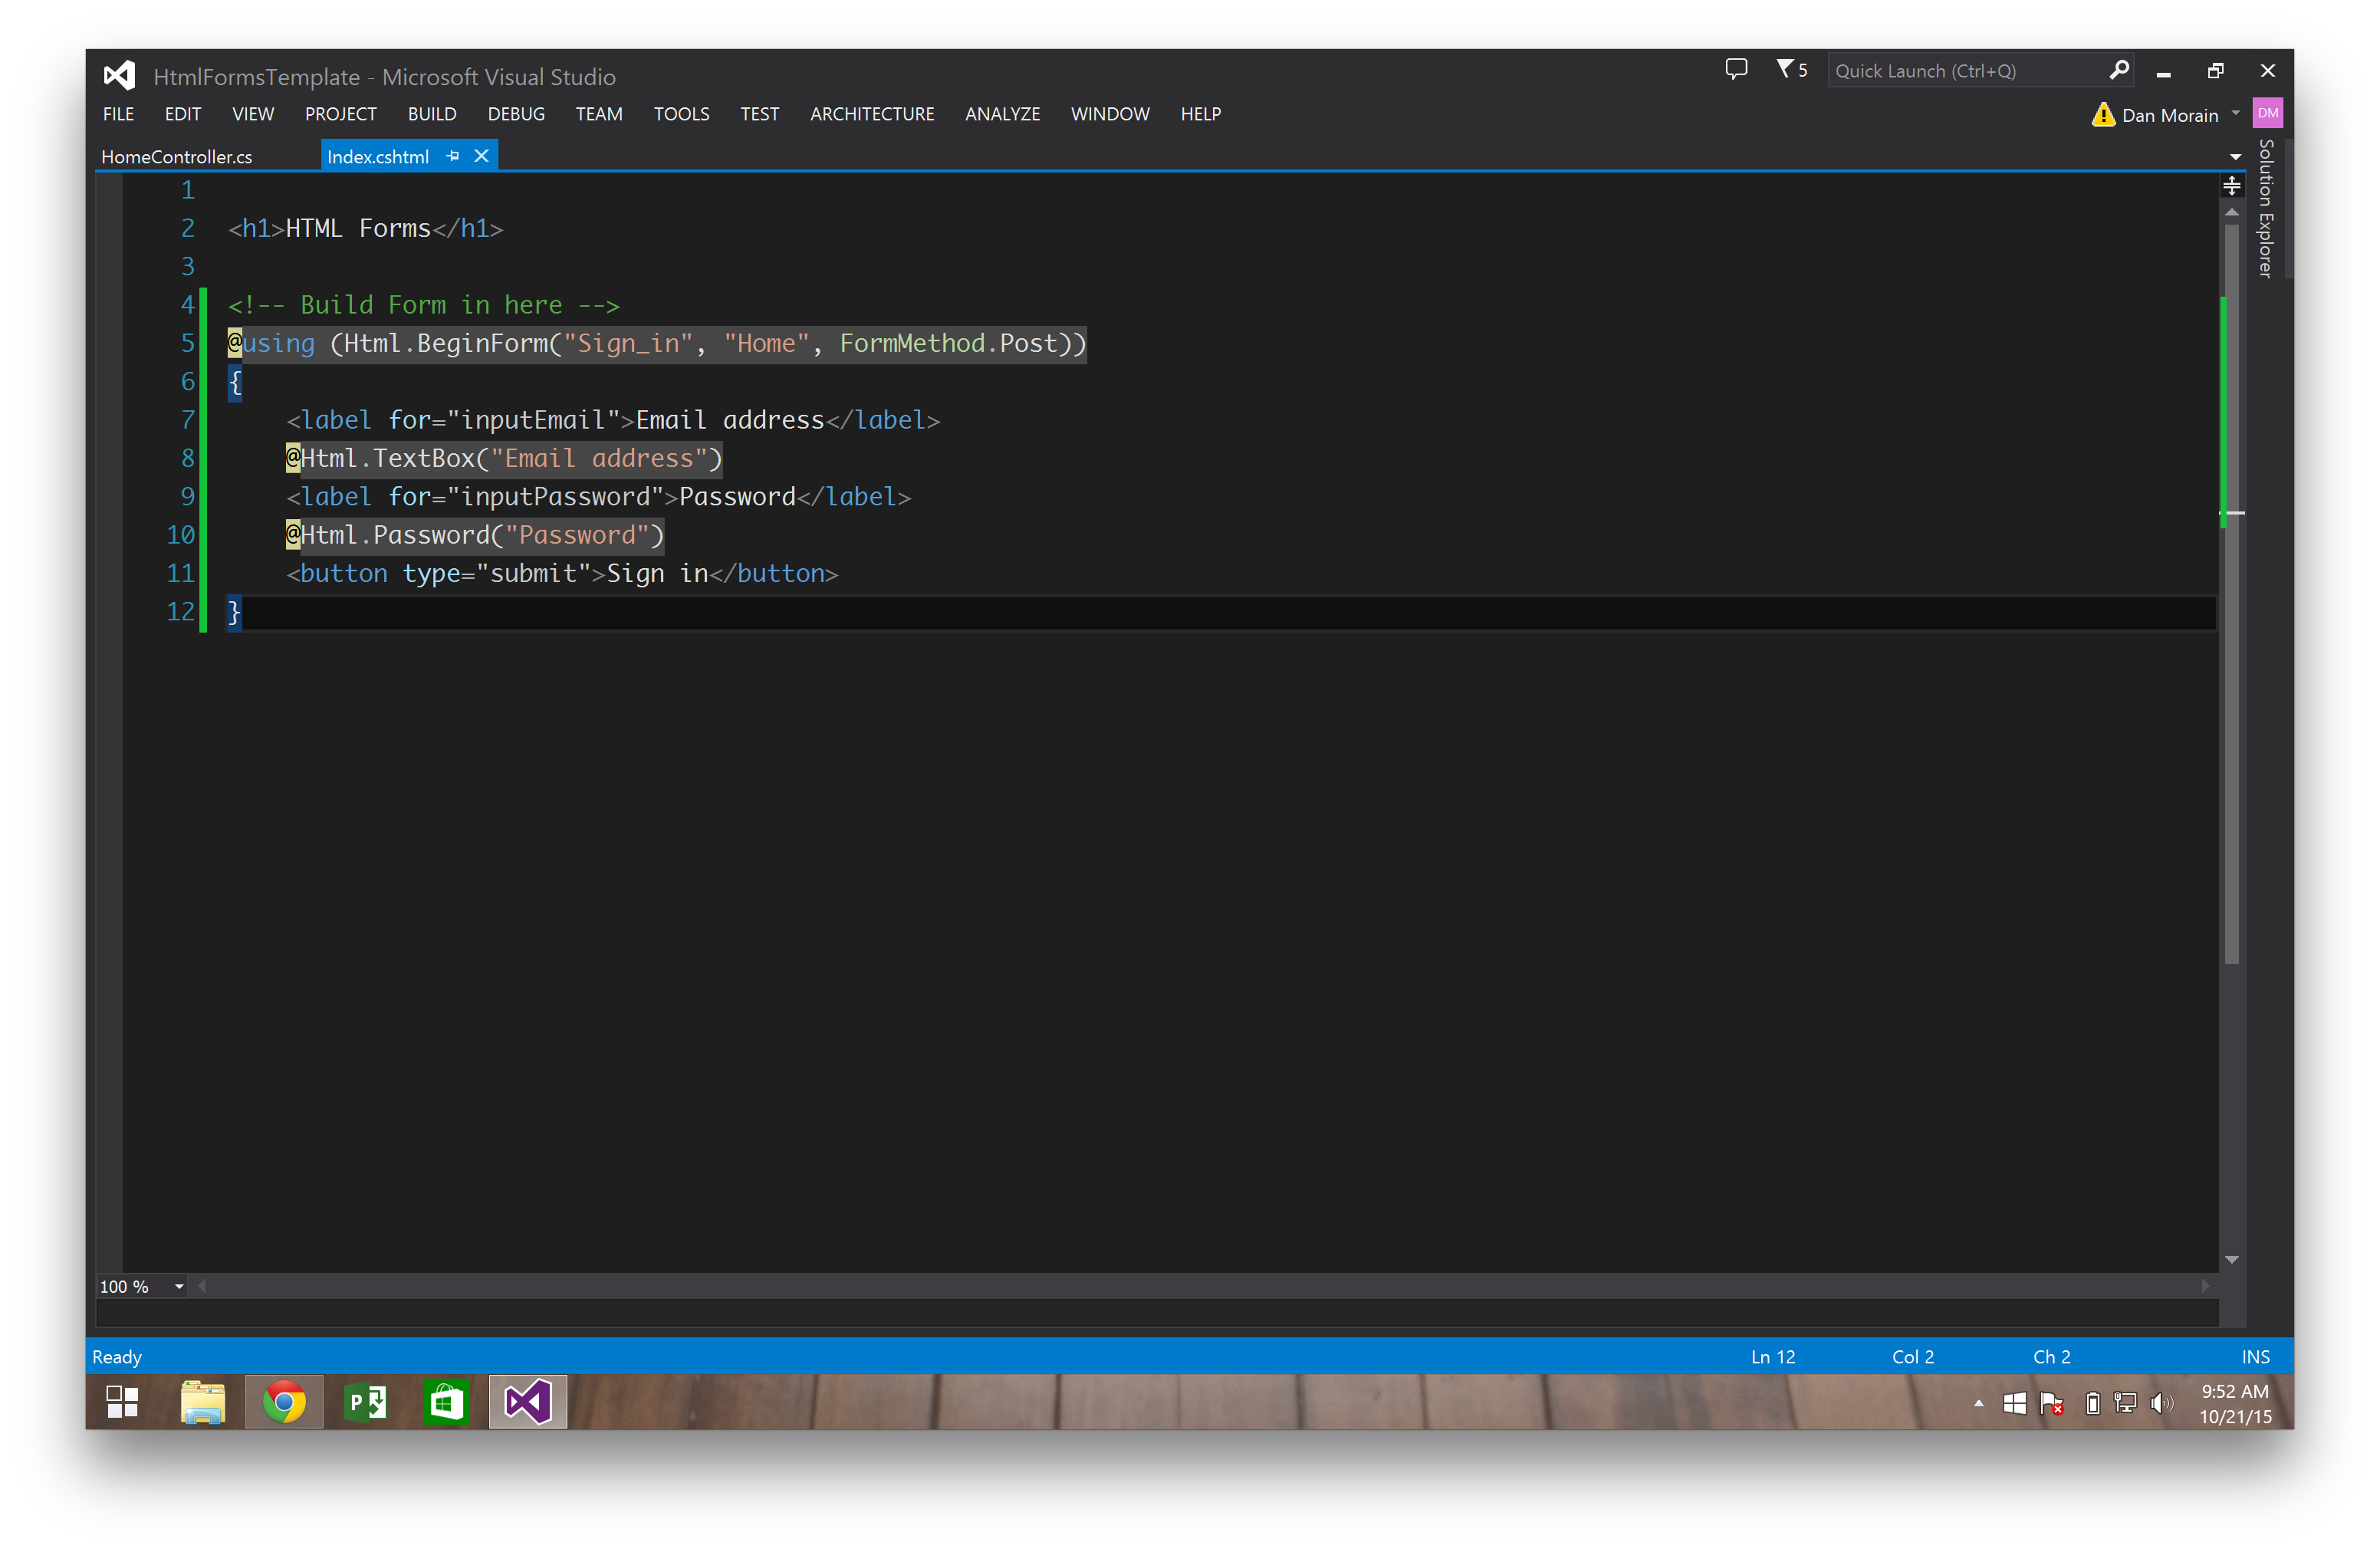 HtmlFormsTemplate - Microsoft Visual Studio
5
Quick Launch (Ctrl+Q)
FILE EDIT VIEW PROJECT BUILD DEBUG TEAM TOOLS TEST ARCHITECTURE ANALYZE WINDOW HELP
Dan Morain
DM
HomeController.cs
Index.cshtml
Solution Explorer
1
2 <h1>HTML Forms</h1>
3
4 <!-- Build Form in here -->
5 @using (Html.BeginForm("Sign_in", "Home", FormMethod.Post))
6 {
7     <label for="inputEmail">Email address</label>
8     @Html.TextBox("Email address")
9     <label for="inputPassword">Password</label>
10     @Html.Password("Password")
11     <button type="submit">Sign in</button>
12 }
100 %
Ready Ln 12 Col 2 Ch 2 INS
P
9:52 AM
10/21/15